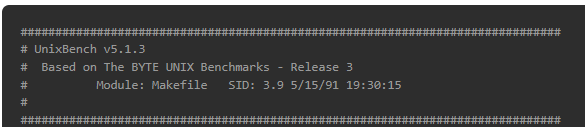 ##############################################################################
# UnixBench v5.1.3
#  Based on The BYTE UNIX Benchmarks - Release 3
#          Module: Makefile   SID: 3.9 5/15/91 19:30:15
#
##############################################################################